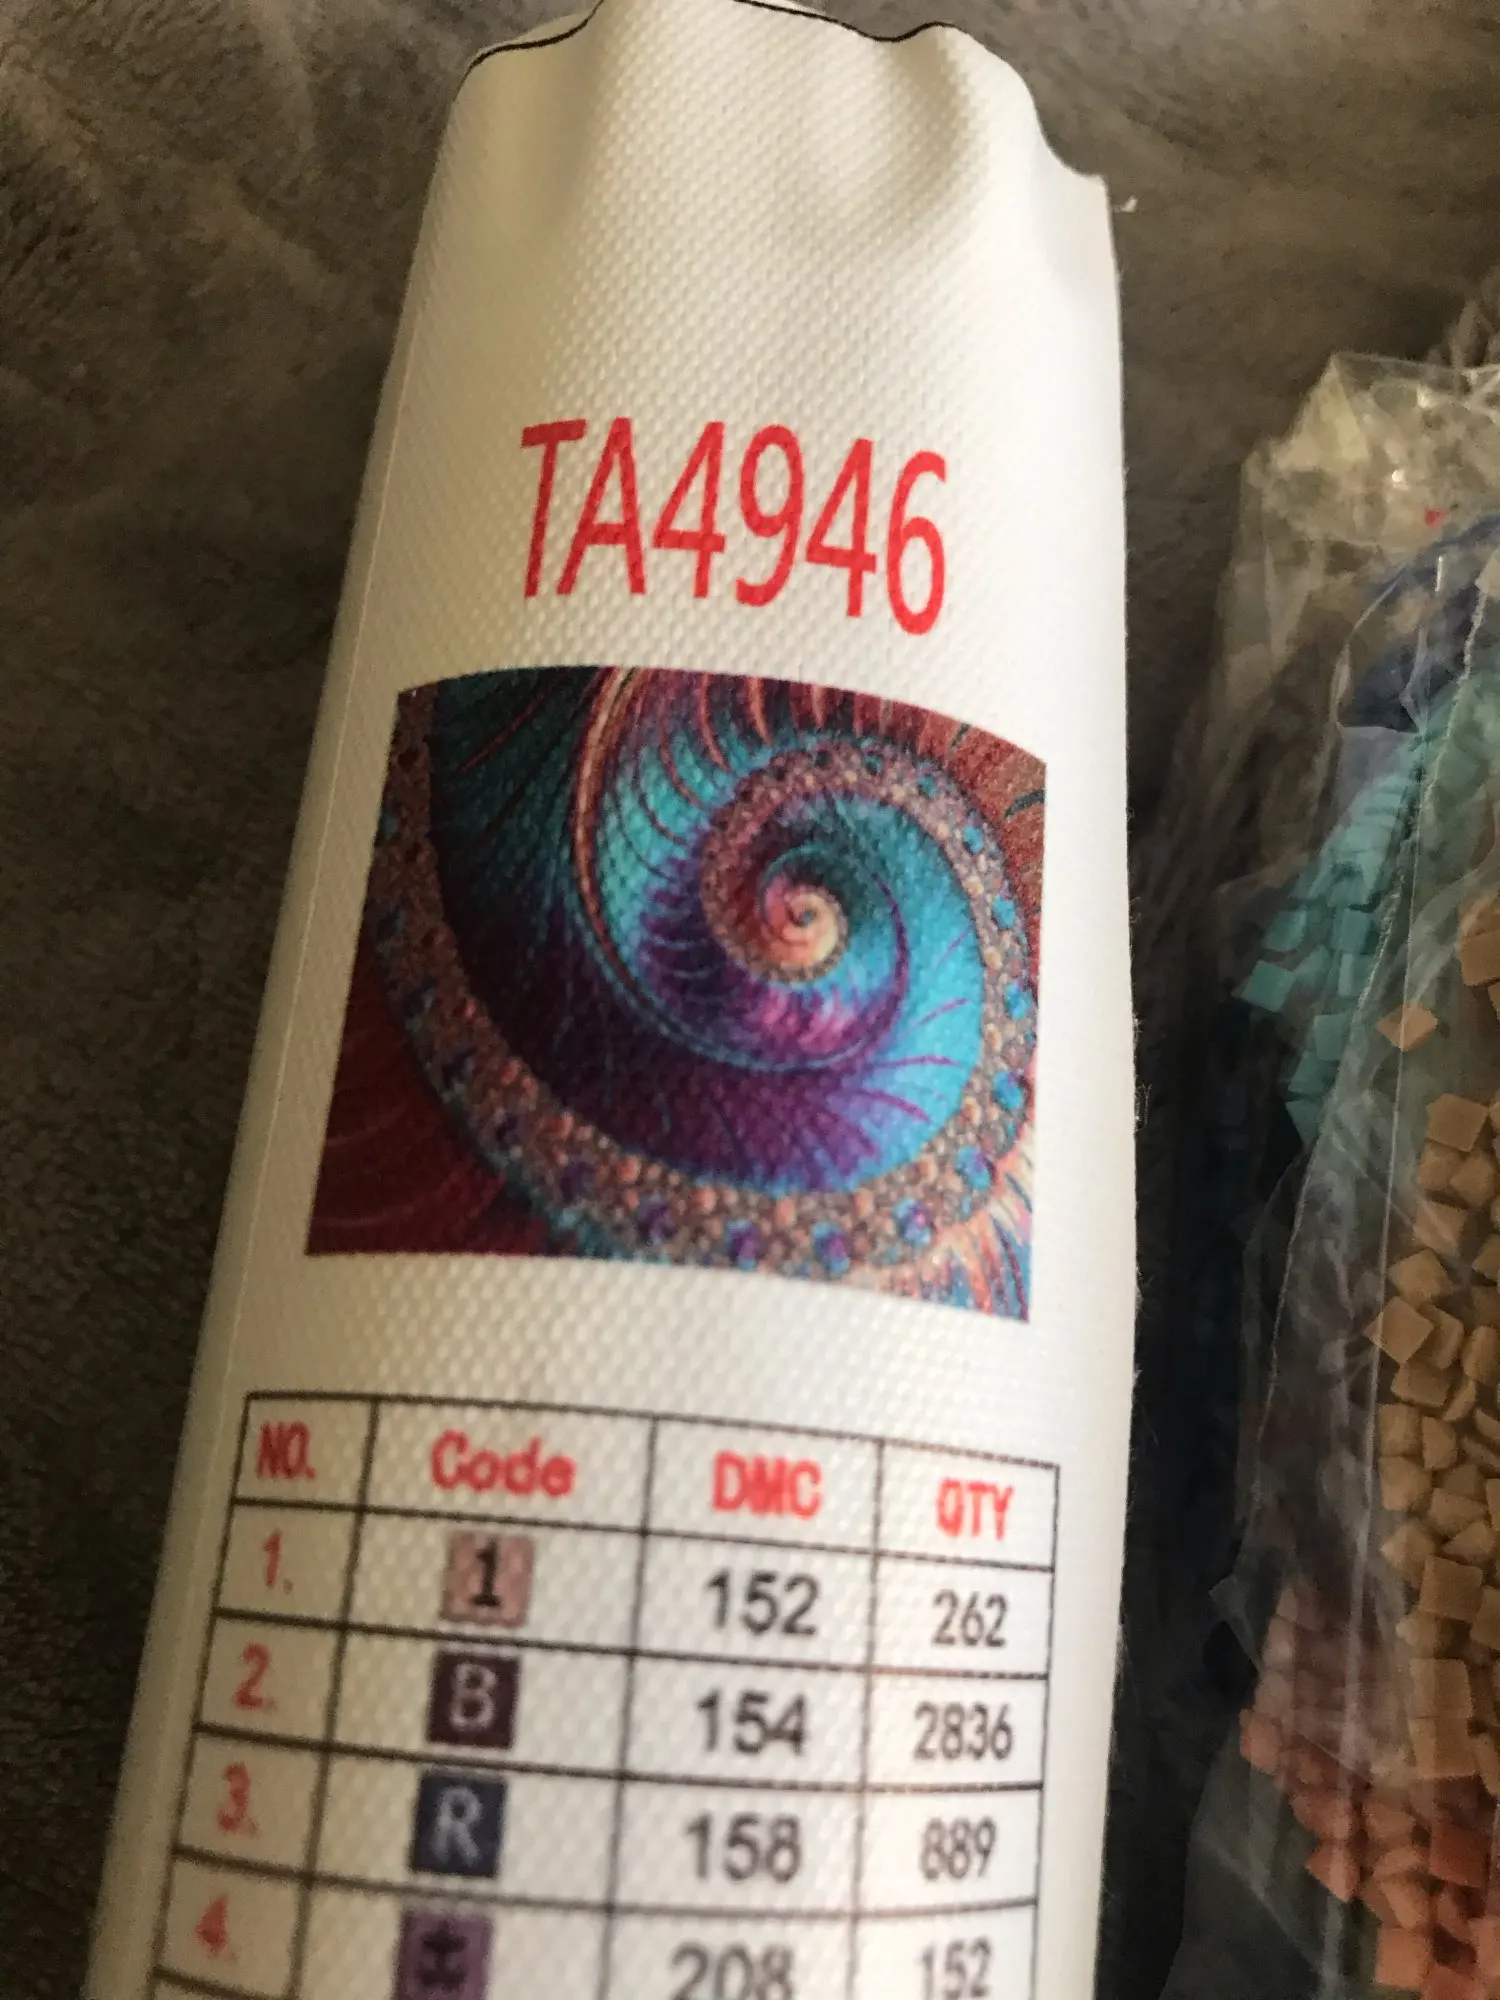 TA4946
NO. Code DMC QTY
1. 1 152 262
2. B 154 2836
3. R 158 889
4. 208 152